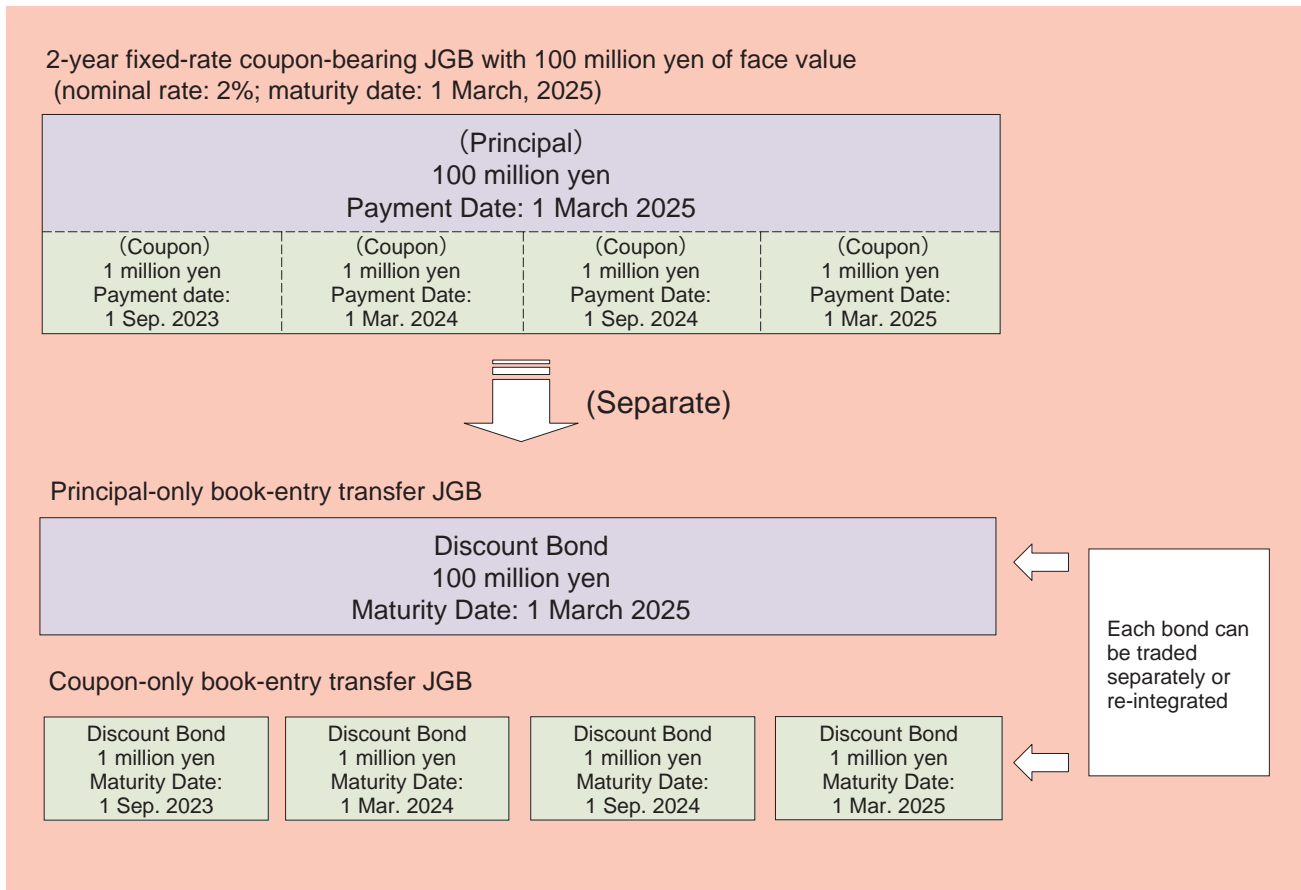 2-year fixed-rate coupon-bearing JGB with 100 million yen of face value
(nominal rate: 2%; maturity date: 1 March, 2025)
（Principal）
100 million yen
Payment Date: 1 March 2025
（Coupon）
1 million yen
Payment date:
1 Sep. 2023
（Coupon）
1 million yen
Payment Date:
1 Mar. 2024
（Coupon）
1 million yen
Payment Date:
1 Sep. 2024
（Coupon）
1 million yen
Payment Date:
1 Mar. 2025
(Separate)
Principal-only book-entry transfer JGB
Discount Bond
100 million yen
Maturity Date: 1 March 2025
Each bond can
be traded
separately or
re-integrated
Coupon-only book-entry transfer JGB
Discount Bond
1 million yen
Maturity Date:
1 Sep. 2023
Discount Bond
1 million yen
Maturity Date:
1 Mar. 2024
Discount Bond
1 million yen
Maturity Date:
1 Sep. 2024
Discount Bond
1 million yen
Maturity Date:
1 Mar. 2025